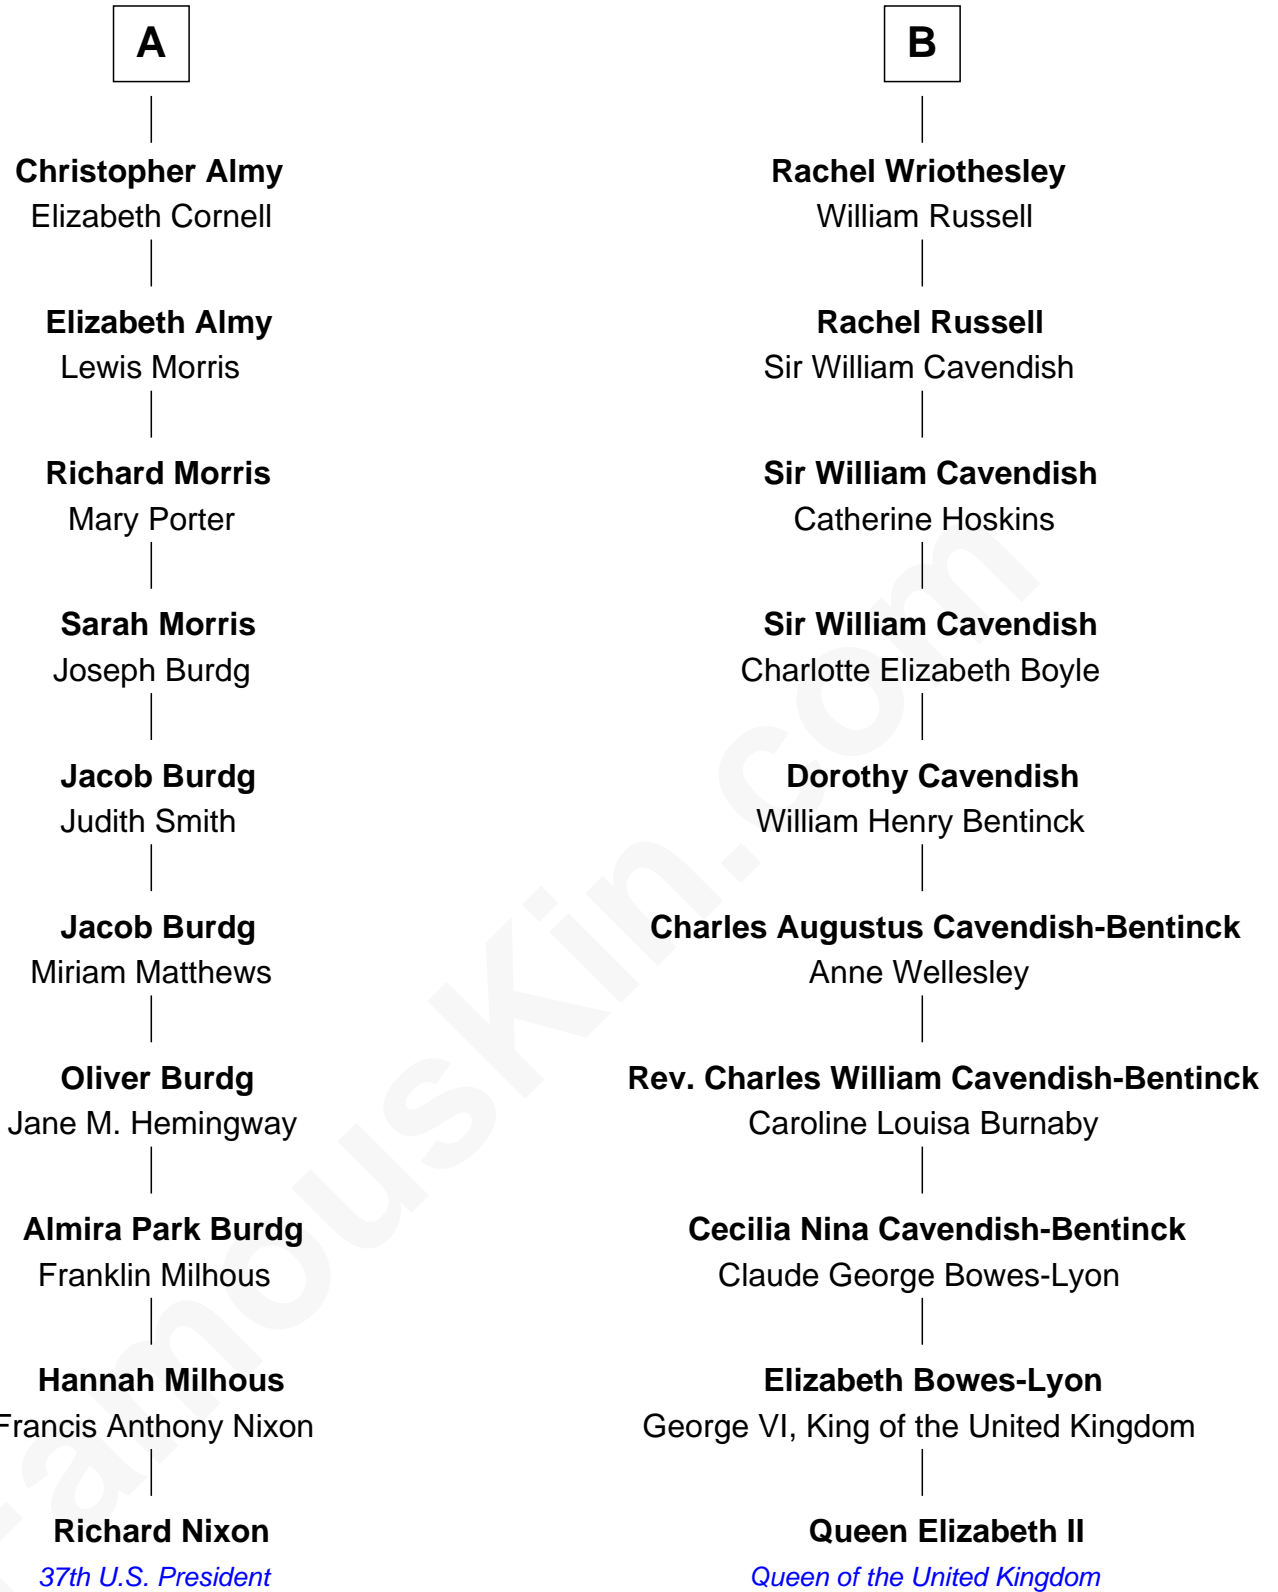 A
Christopher Almy
Elizabeth Cornell
Elizabeth Almy
Lewis Morris
Richard Morris
Mary Porter
Sarah Morris
Joseph Burdg
Jacob Burdg
Judith Smith
Jacob Burdg
Miriam Matthews
Oliver Burdg
Jane M. Hemingway
Almira Park Burdg
Franklin Milhous
Hannah Milhous
Francis Anthony Nixon
Richard Nixon
37th U.S. President
B
Rachel Wriothesley
William Russell
Rachel Russell
Sir William Cavendish
Sir William Cavendish
Catherine Hoskins
Sir William Cavendish
Charlotte Elizabeth Boyle
Dorothy Cavendish
William Henry Bentinck
Charles Augustus Cavendish-Bentinck
Anne Wellesley
Rev. Charles William Cavendish-Bentinck
Caroline Louisa Burnaby
Cecilia Nina Cavendish-Bentinck
Claude George Bowes-Lyon
Elizabeth Bowes-Lyon
George VI, King of the United Kingdom
Queen Elizabeth II
Queen of the United Kingdom
FamousKin.com